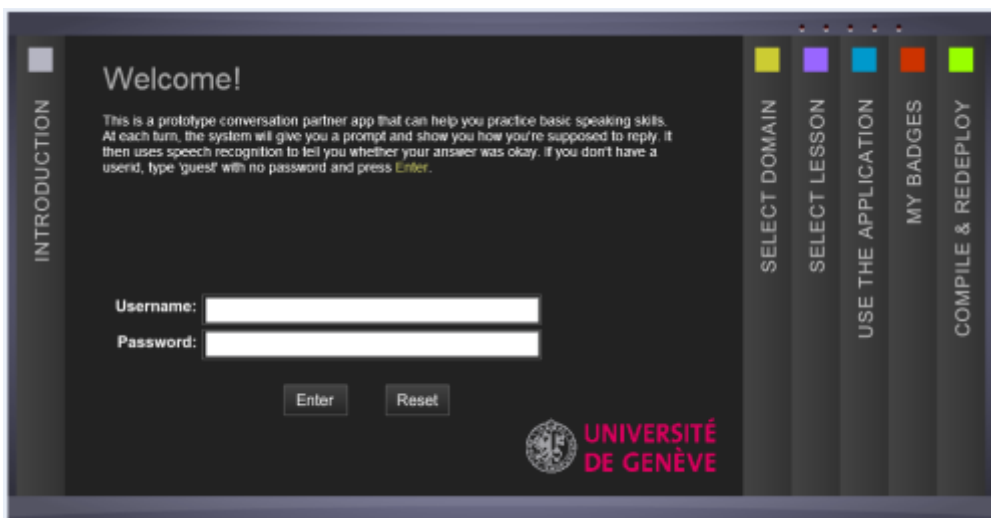 INTRODUCTION
Welcome!
This is a prototype conversation partner app that can help you practice basic speaking skills.
At each turn, the system will give you a prompt and show you how you're supposed to reply. It
then uses speech recognition to tell you whether your answer was okay. If you don't have a
userid, type 'guest' with no password and press Enter.
Username:
Password:
Enter
Reset
UNIVERSITÉ
DE GENÈVE
SELECT DOMAIN
SELECT LESSON
USE THE APPLICATION
MY BADGES
COMPILE & REDEPLOY